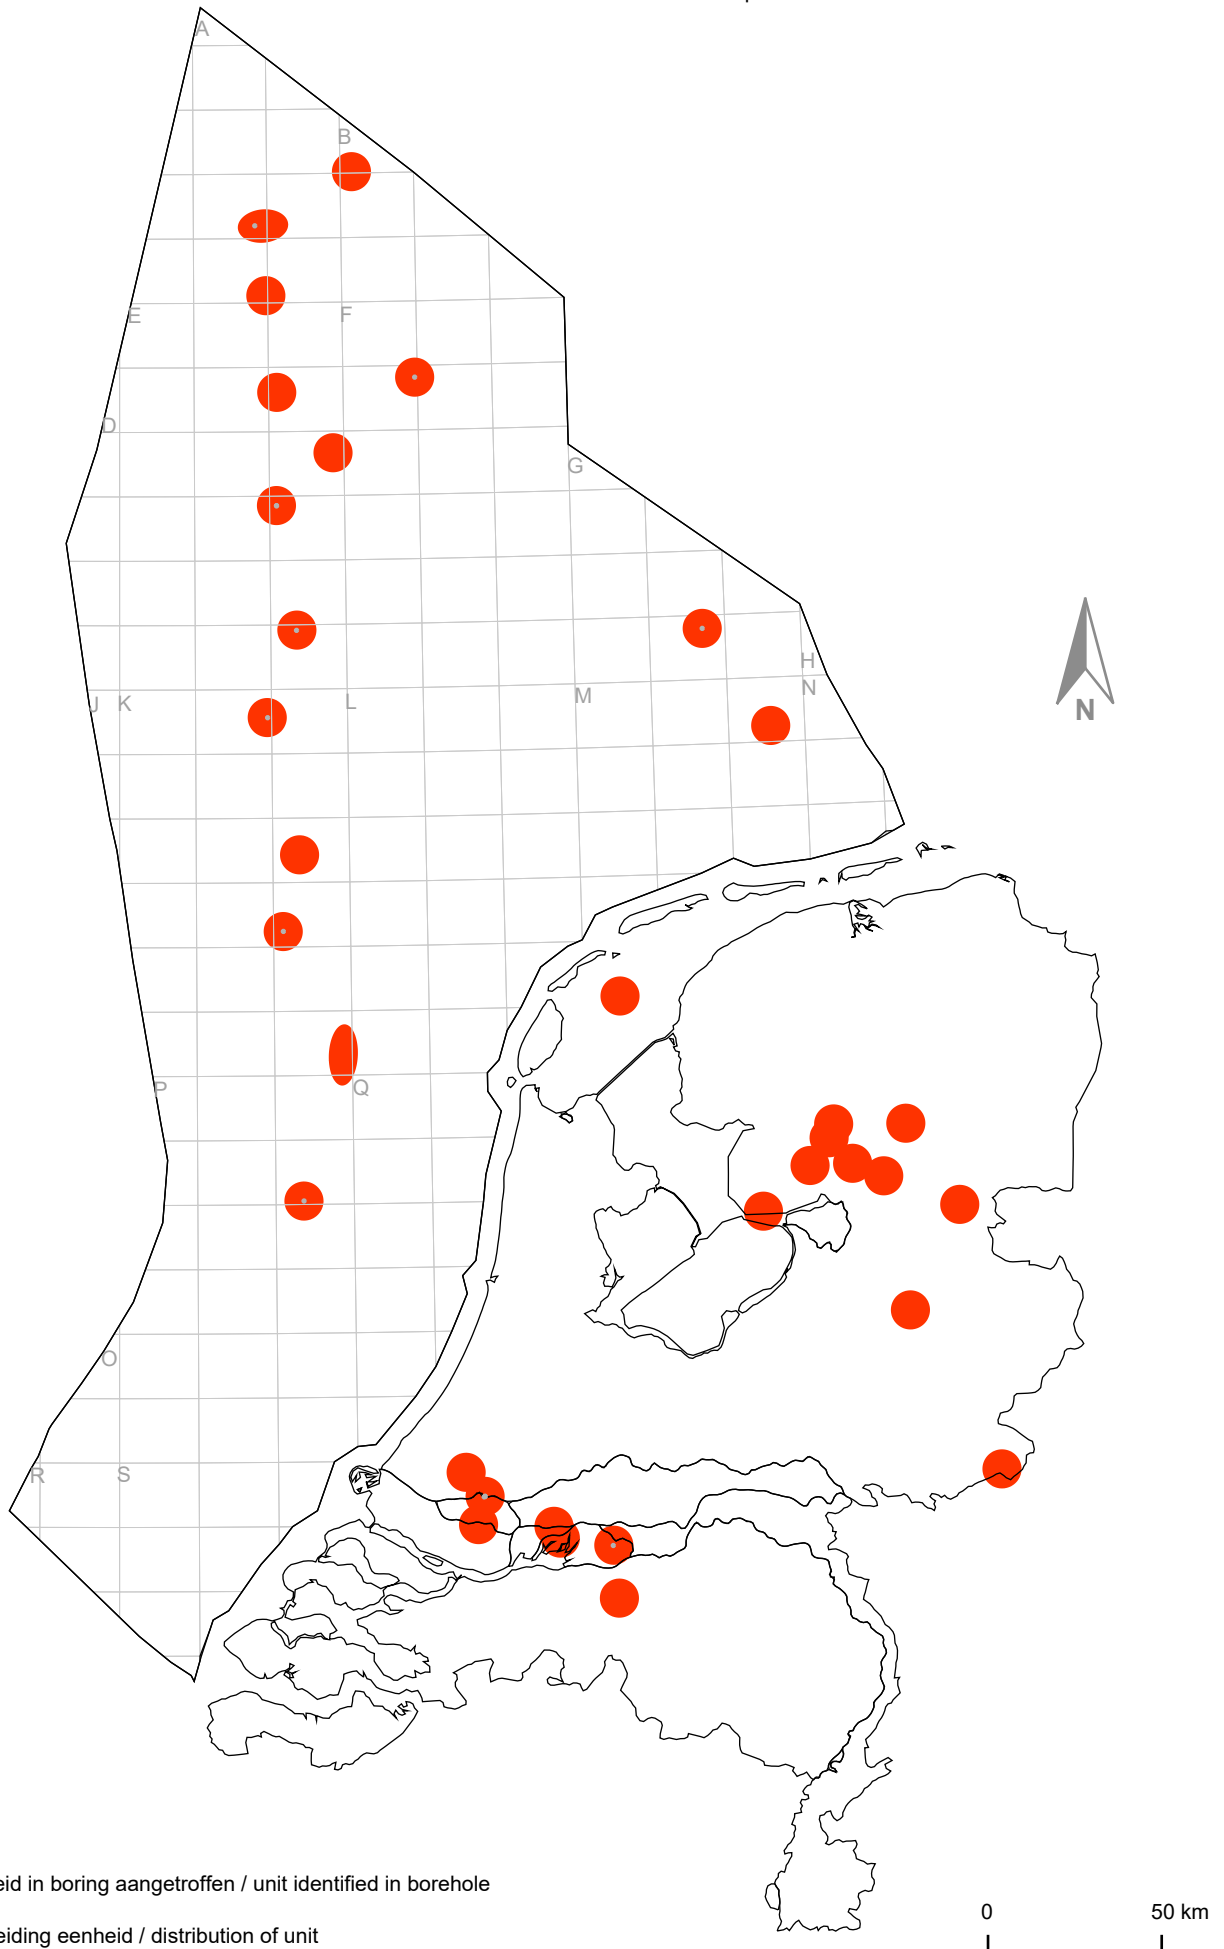 A
B
E
F
D
G
H
N
J K
L
M
N
P
Q
O
R
S
eid in boring aangetroffen / unit identified in borehole
eiding eenheid / distribution of unit
0
50 km